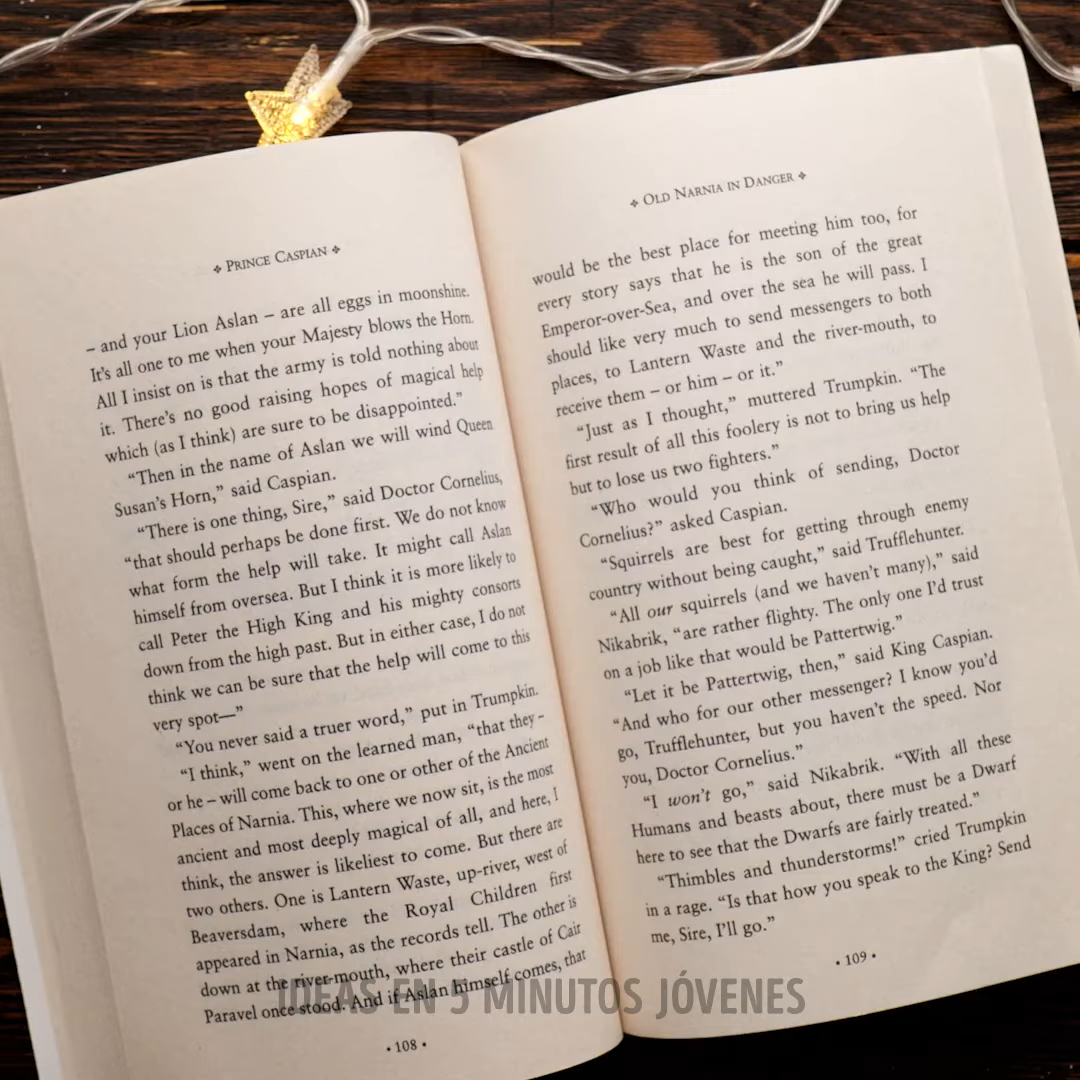 ❖ PRINCE CASPIAN ❖
– and your Lion Aslan – are all eggs in moonshine.
It's all one to me when your Majesty blows the Horn.
All I insist on is that the army is told nothing about
it. There's no good raising hopes of magical help
which (as I think) are sure to be disappointed.”
“Then in the name of Aslan we will wind Queen
Susan's Horn,” said Caspian.
“There is one thing, Sire,” said Doctor Cornelius,
“that should perhaps be done first. We do not know
what form the help will take. It might call Aslan
himself from oversea. But I think it is more likely to
call Peter the High King and his mighty consorts
down from the high past. But in either case, I do not
think we can be sure that the help will come to this
very spot—”
“You never said a truer word,” put in Trumpkin.
“I think,” went on the learned man, “that they –
or he – will come back to one or other of the Ancient
Places of Narnia. This, where we now sit, is the most
ancient and most deeply magical of all, and here, I
think, the answer is likeliest to come. But there are
two others. One is Lantern Waste, up-river, west of
Beaversdam, where the Royal Children first
appeared in Narnia, as the records tell. The other is
down at the river-mouth, where their castle of Cair
Paravel once stood. And if Aslan himself comes, that
• 108 •
❖ OLD NARNIA IN DANGER ❖
would be the best place for meeting him too, for
every story says that he is the son of the great
Emperor-over-Sea, and over the sea he will pass. I
should like very much to send messengers to both
places, to Lantern Waste and the river-mouth, to
receive them – or him – or it.”
“Just as I thought,” muttered Trumpkin. “The
first result of all this foolery is not to bring us help
but to lose us two fighters.”
“Who would you think of sending, Doctor
Cornelius?” asked Caspian.
“Squirrels are best for getting through enemy
country without being caught,” said Trufflehunter.
“All our squirrels (and we haven't many),” said
Nikabrik, “are rather flighty. The only one I'd trust
on a job like that would be Pattertwig.”
“Let it be Pattertwig, then,” said King Caspian.
“And who for our other messenger? I know you'd
go, Trufflehunter, but you haven't the speed. Nor
you, Doctor Cornelius.”
“I won't go,” said Nikabrik. “With all these
Humans and beasts about, there must be a Dwarf
here to see that the Dwarfs are fairly treated.”
“Thimbles and thunderstorms!” cried Trumpkin
in a rage. “Is that how you speak to the King? Send
me, Sire, I'll go.”
• 109 •
IDEAS EN 5 MINUTOS JÓVENES